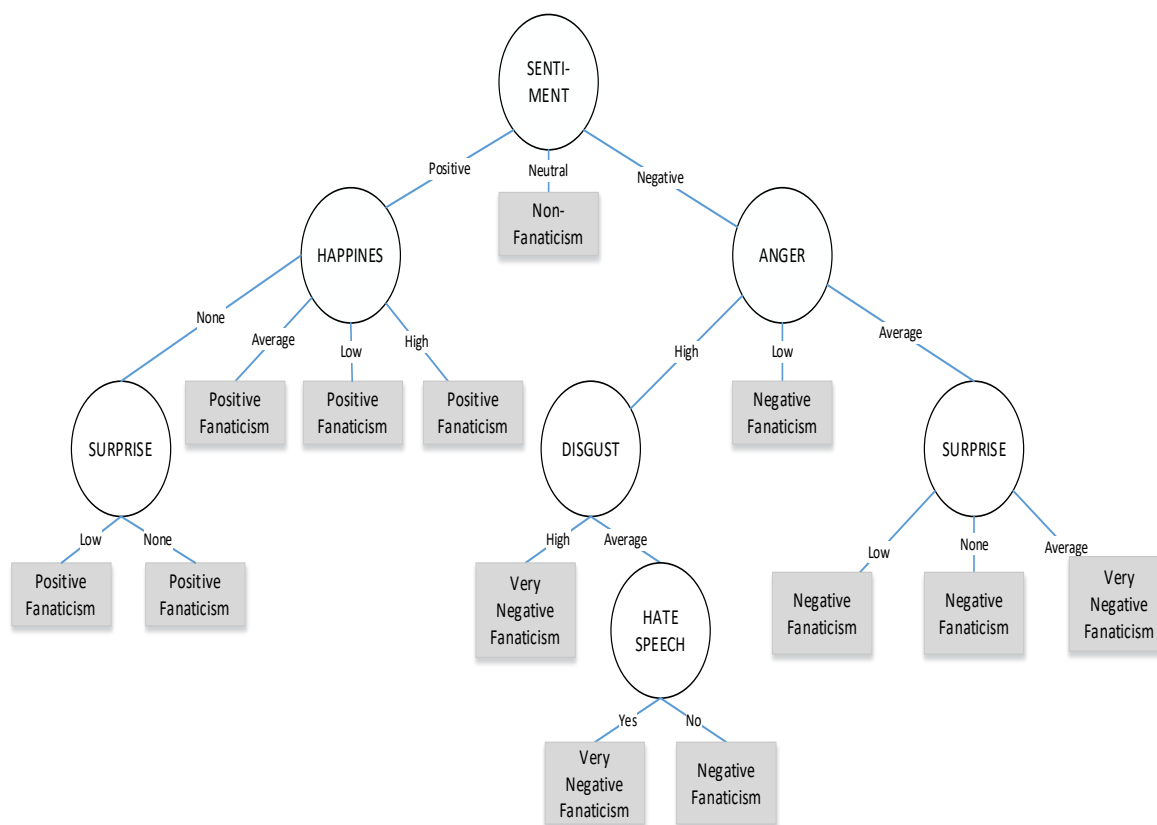 SENTI-
MENT
Positive
Neutral
Negative
Non-
Fanaticism
HAPPINES
ANGER
None
Average
Low
High
High
Low
Average
Positive
Fanaticism
Positive
Fanaticism
Positive
Fanaticism
Negative
Fanaticism
SURPRISE
DISGUST
SURPRISE
Low
None
High
Average
Low
None
Average
Positive
Fanaticism
Positive
Fanaticism
Very
Negative
Fanaticism
HATE
SPEECH
Negative
Fanaticism
Negative
Fanaticism
Very
Negative
Fanaticism
Yes
No
Very
Negative
Fanaticism
Negative
Fanaticism